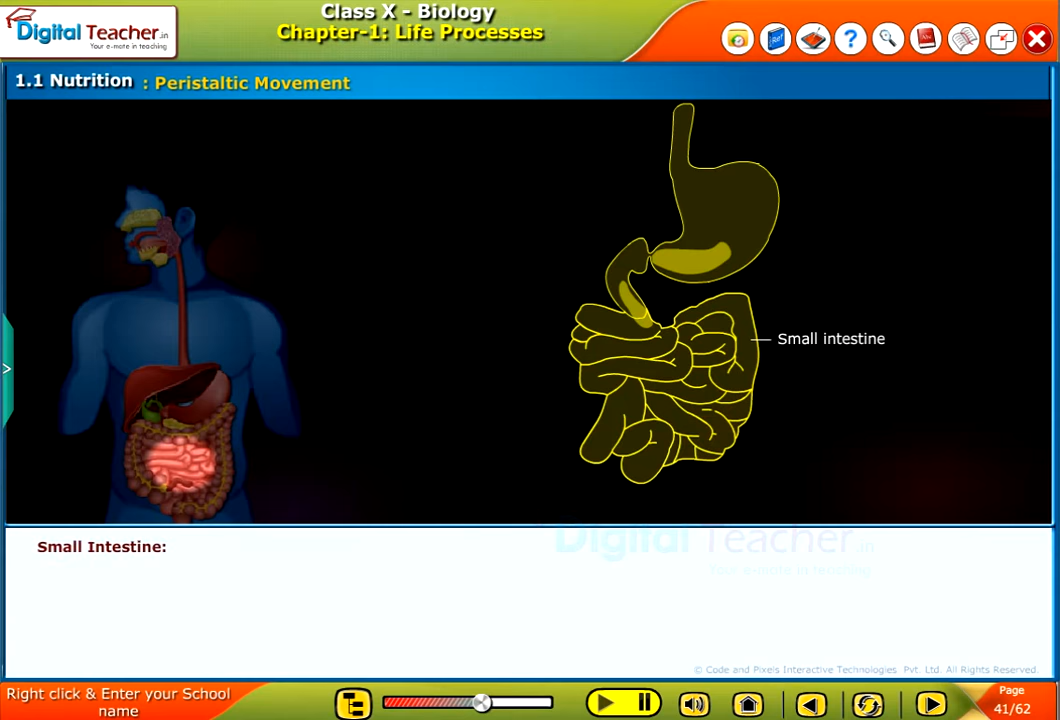 Digital Teacher.in
Your e-mate in teaching
Class X - Biology
Chapter-1: Life Processes
Ref
?
1.1 Nutrition : Peristaltic Movement
>
Small intestine
Small Intestine:
Digital Teacher.in
Your e-mate in teaching
© Code and Pixels Interactive Technologies. Pvt. Ltd. All Rights Reserved.
Right click & Enter your School
name
Page
41/62